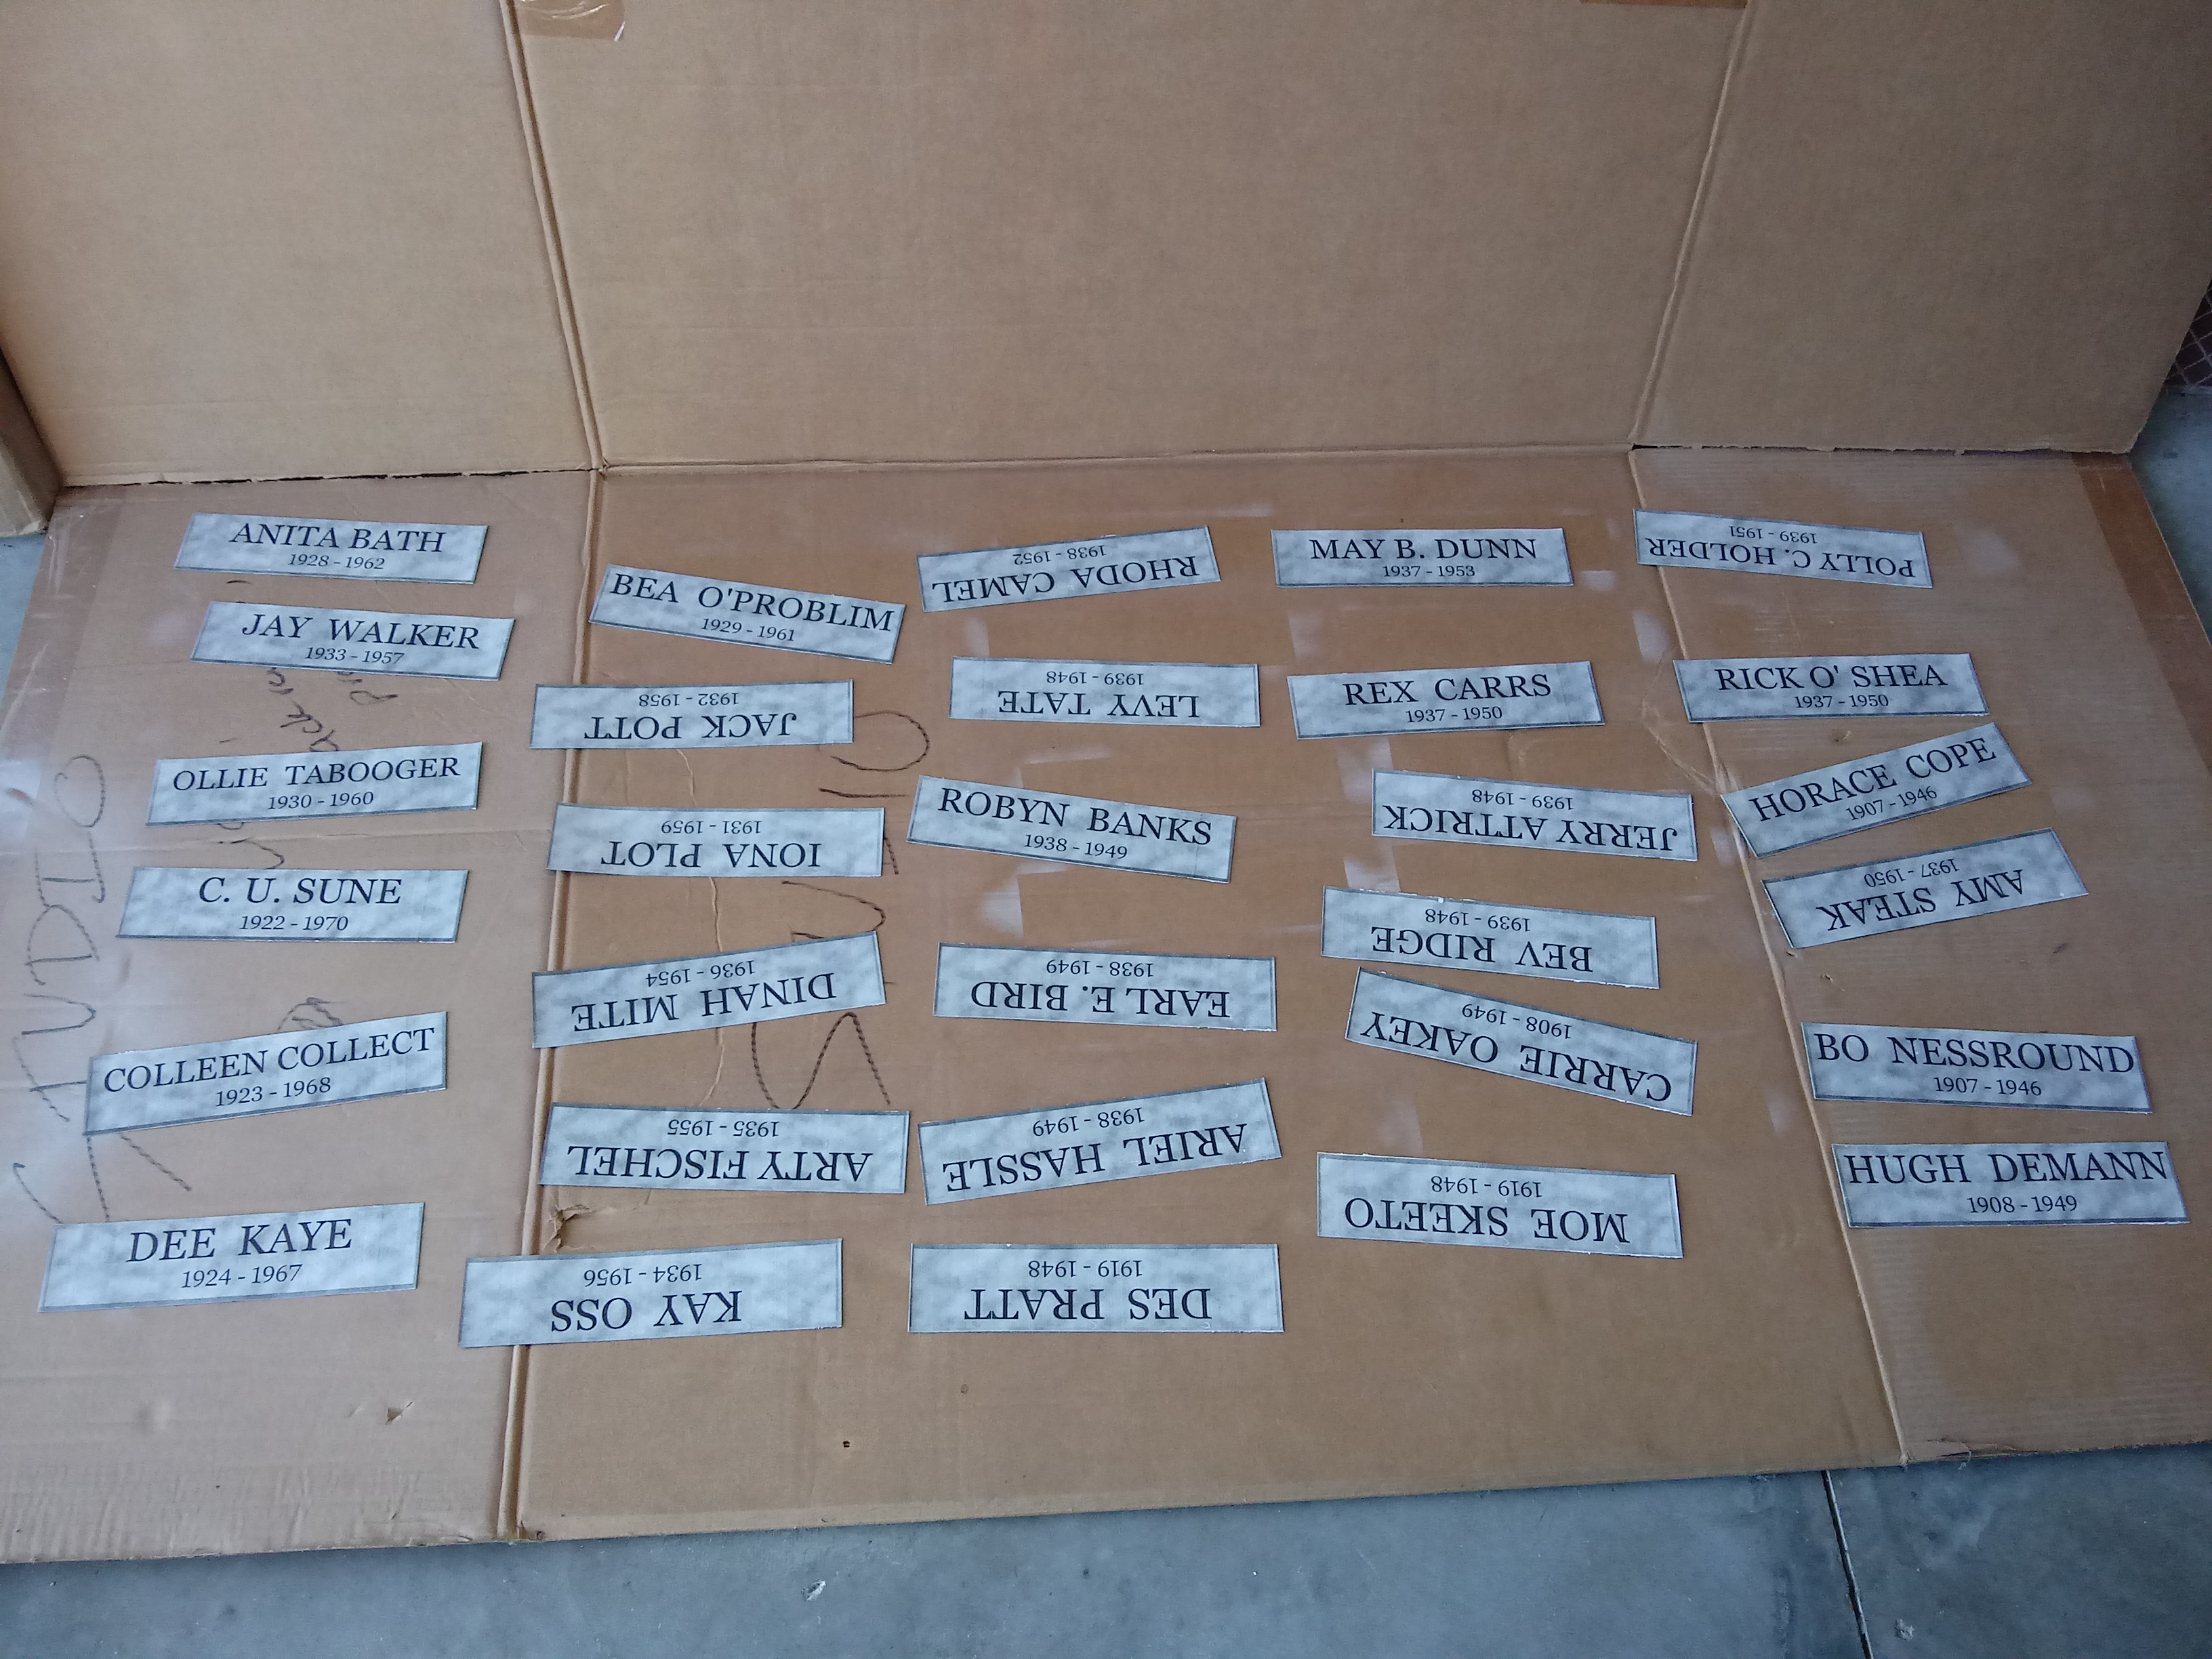 ANITA BATH
1928 - 1962
JAY WALKER
1933 - 1957
OLLIE TABOOGER
1930 - 1960
C. U. SUNE
1922 - 1970
COLLEEN COLLECT
1923 - 1968
DEE KAYE
1924 - 1967
BEA O'PROBLIM
1929 - 1961
JACK POTT
1932 - 1958
IONA PLOT
1931 - 1959
DINAH MITE
1936 - 1954
ARTY FISCHEL
1935 - 1955
KAY OSS
1934 - 1956
RHODA CAMEL
1938 - 1952
LEVY TATE
1939 - 1948
ROBYN BANKS
1938 - 1949
EARL E. BIRD
1938 - 1949
ARIEL HASSLE
1938 - 1949
DES PRATT
1919 - 1948
MAY B. DUNN
1937 - 1953
REX CARRS
1937 - 1950
JERRY ATTRICK
1939 - 1948
BEV RIDGE
1939 - 1948
CARRIE OAKEY
1908 - 1949
MOE SKEETO
1919 - 1948
POLLY C. HOLDER
1939 - 1951
RICK O' SHEA
1937 - 1950
HORACE COPE
1907 - 1946
AMY STEAK
1937 - 1950
BO NESSROUND
1907 - 1946
HUGH DEMANN
1908 - 1949